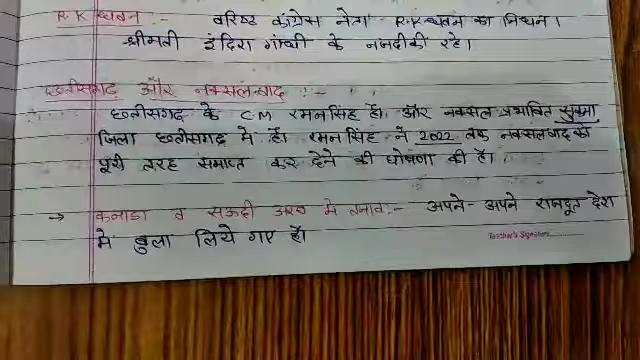 R.K धवन :- वरिष्ठ कांग्रेस नेता R.K धवन का निधन।
श्रीमती इंदिरा गांधी के नजदीकी रहे।
छत्तीसगढ़ और नक्सलवाद :-
छत्तीसगढ़ के CM रमनसिंह हैं। और नक्सल प्रभावित सुकमा
जिला छत्तीसगढ़ में हैं। रमनसिंह ने 2002 तक नक्सलवाद को
पूरी तरह समाप्त कर देने की घोषणा की हैं।
→ कनाडा व सऊदी अरब में तनाव :- अपने-अपने राजदूत देश
में बुला लिये गए हैं।
Teacher's Signature